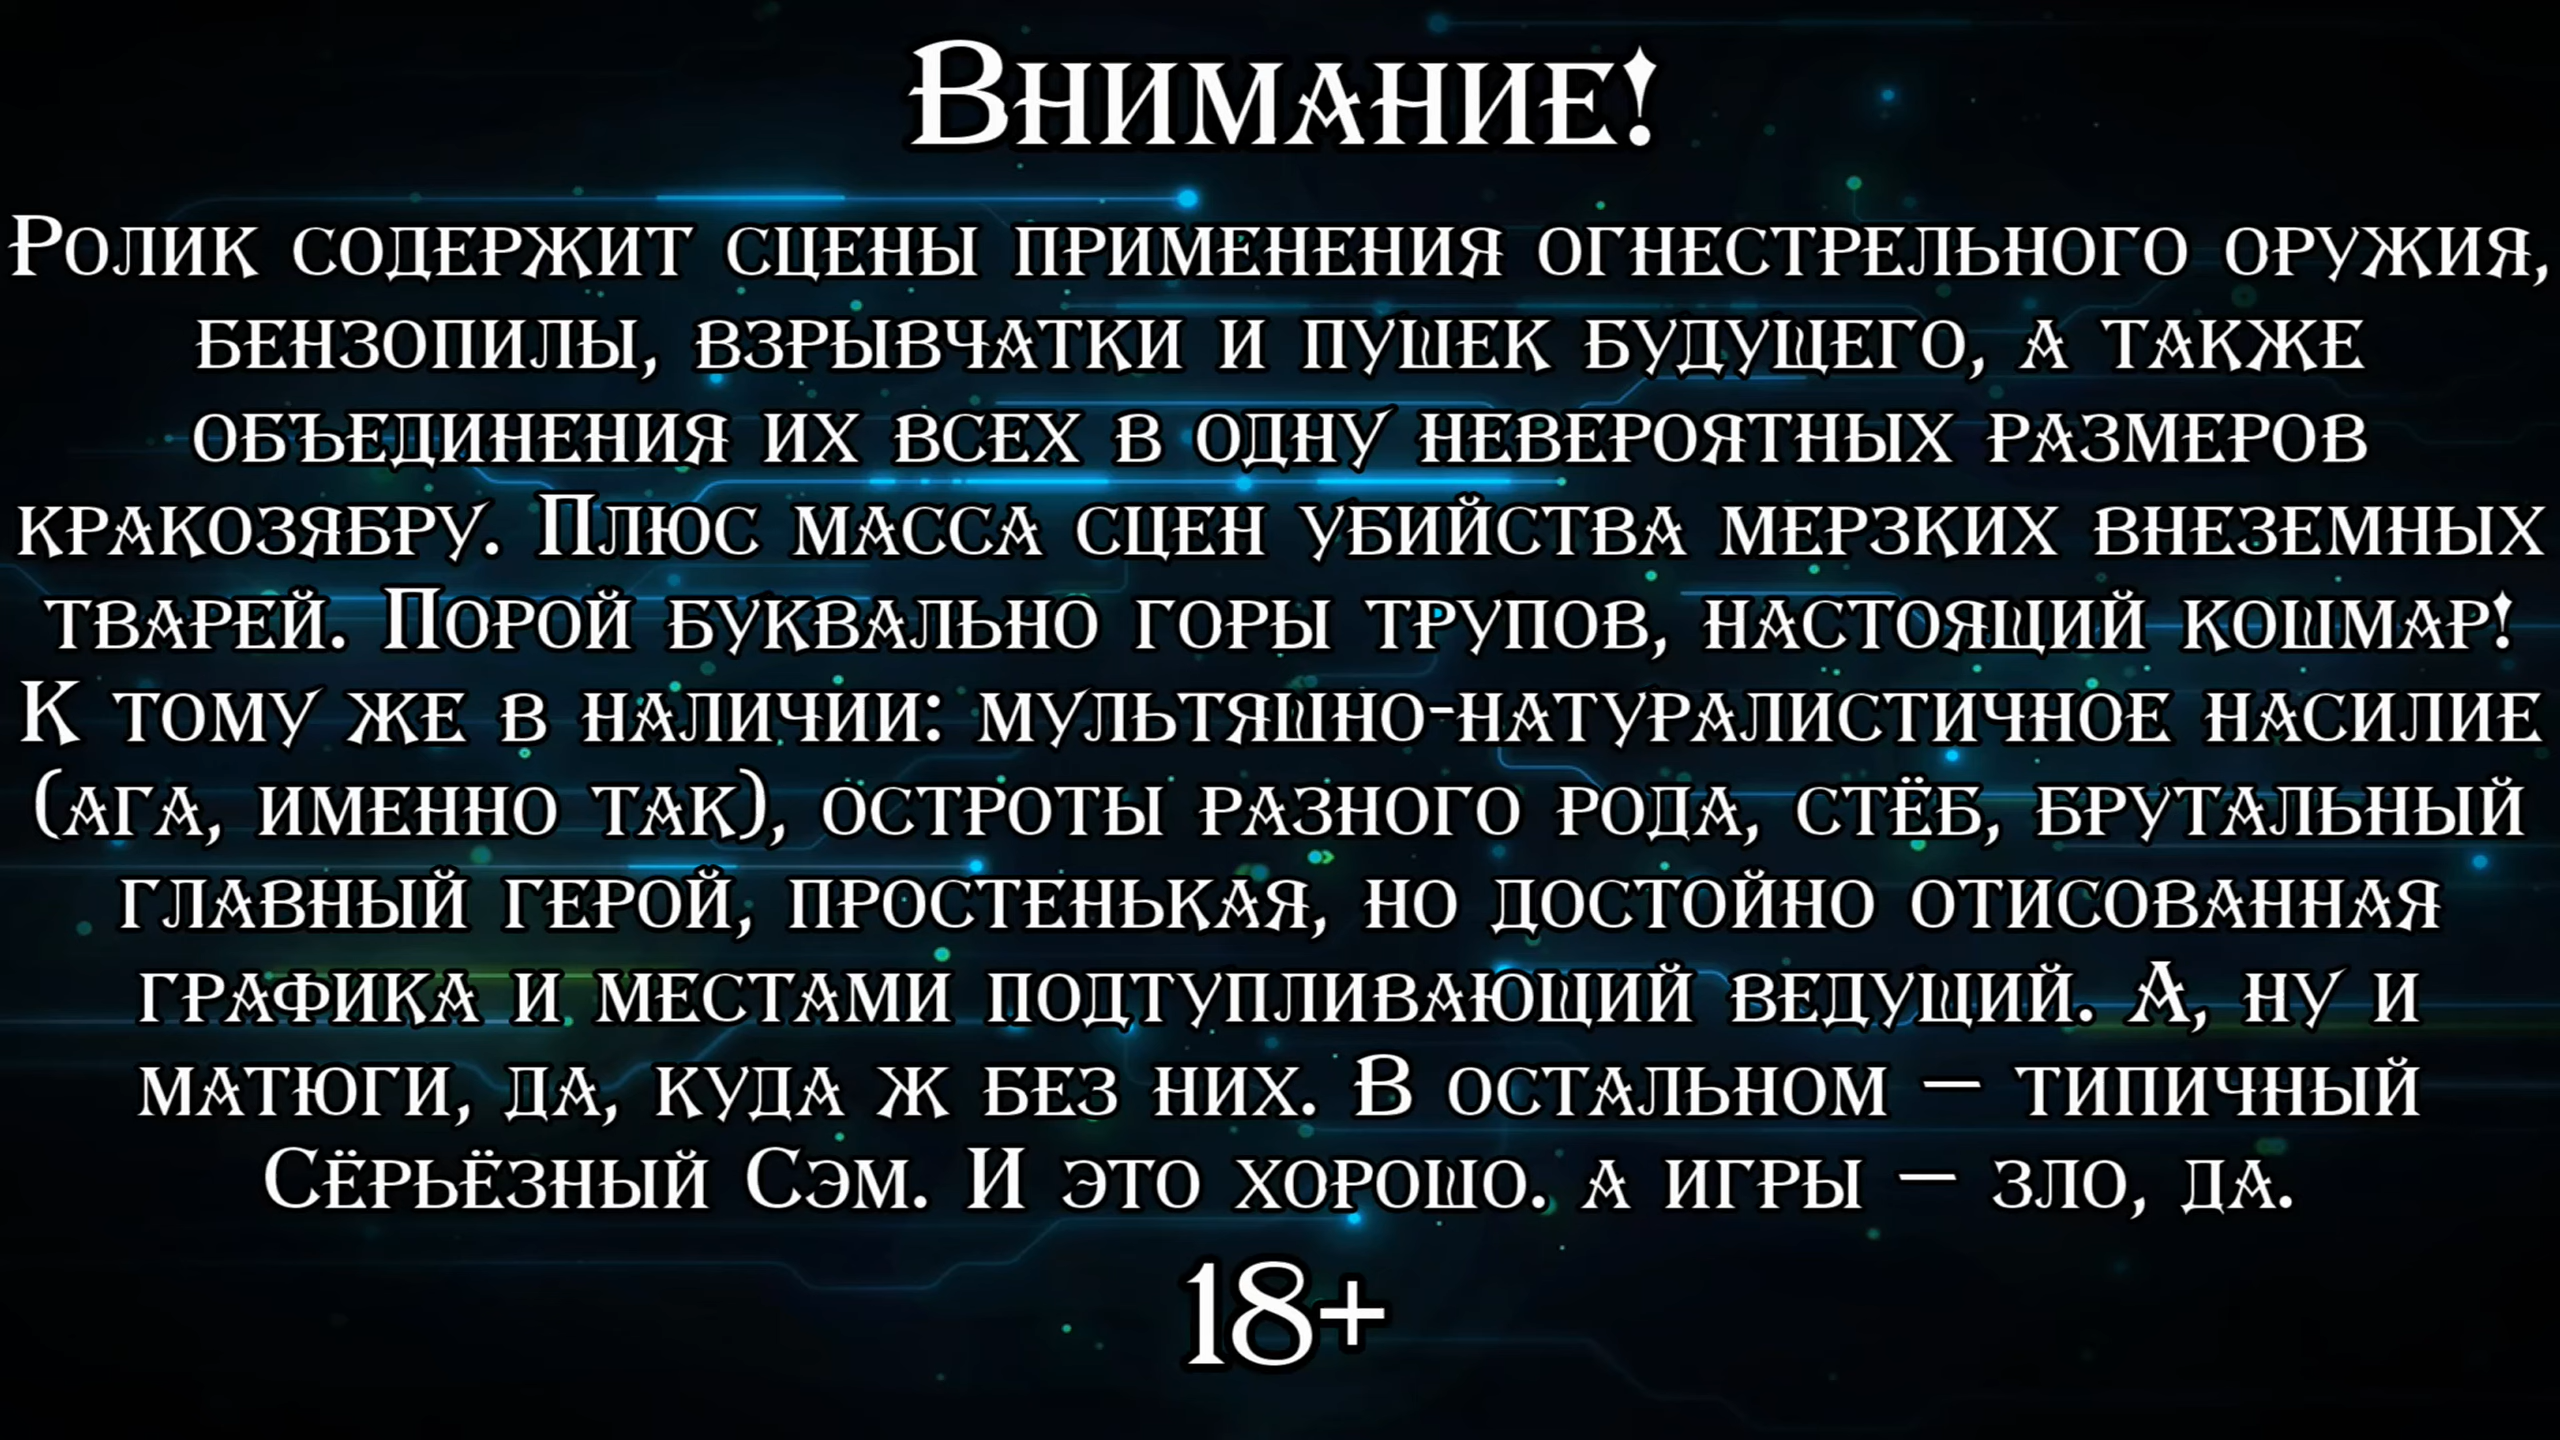 Внимание!
Ролик содержит сцены применения огнестрельного оружия,
бензопилы, взрывчатки и пушек будущего, а также
объединения их всех в одну невероятных размеров
кракозябру. Плюс масса сцен убийства мерзких внеземных
тварей. Порой буквально горы трупов, настоящий кошмар!
К тому же в наличии: мультяшно-натуралистичное насилие
(ага, именно так), остроты разного рода, стёб, брутальный
главный герой, простенькая, но достойно отисованная
графика и местами подтупливающий ведущий. А, ну и
матюги, да, куда ж без них. В остальном — типичный
Сёрьёзный Сэм. И это хорошо. а игры — зло, да.
18+